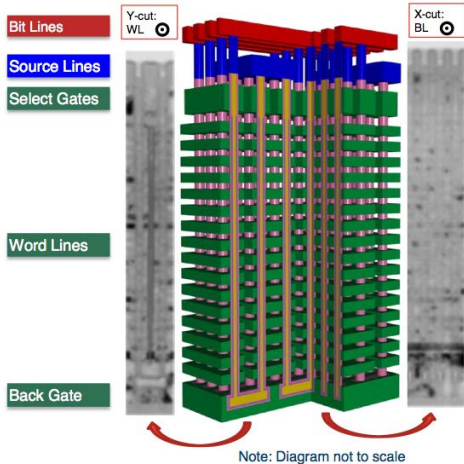 Bit Lines
Y-cut:
WL
X-cut:
BL
Source Lines
Select Gates
Word Lines
Back Gate
Note: Diagram not to scale